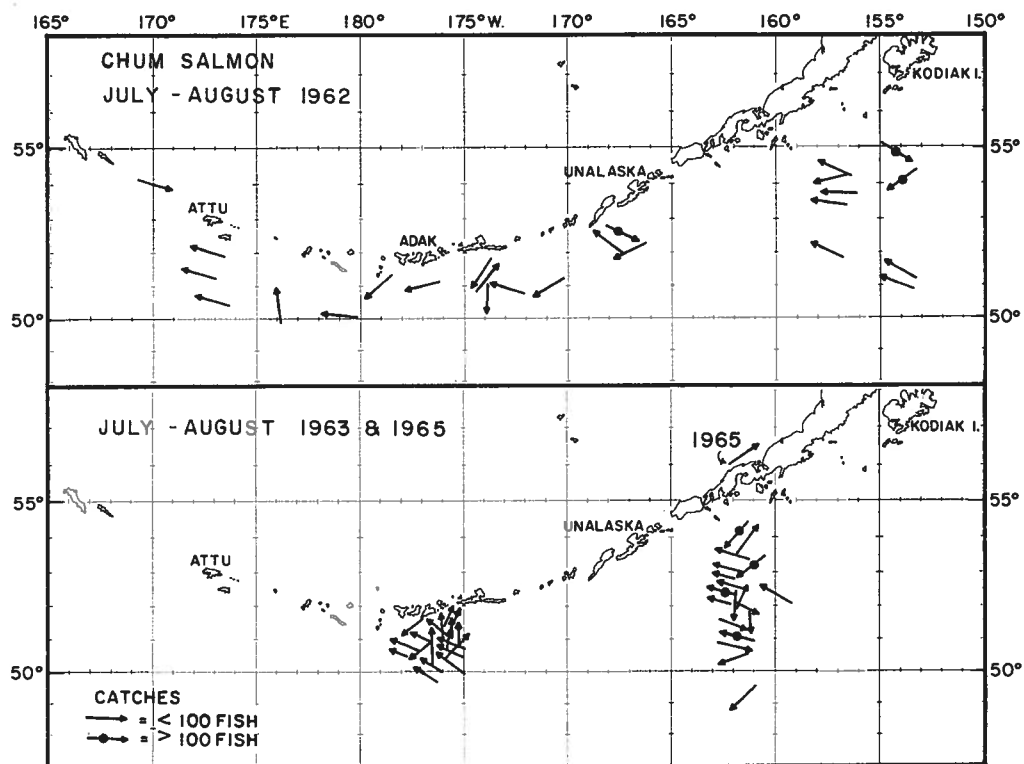 165° 170° 175°E 180° 175°W. 170° 165° 160° 155° 150°
CHUM SALMON
JULY - AUGUST 1962
KODIAK I.
55° 55°
UNALASKA
ATTU
ADAK
50° 50°
JULY - AUGUST 1963 & 1965
1965
KODIAK I.
55° 55°
UNALASKA
ATTU
50° 50°
CATCHES
= < 100 FISH
= > 100 FISH